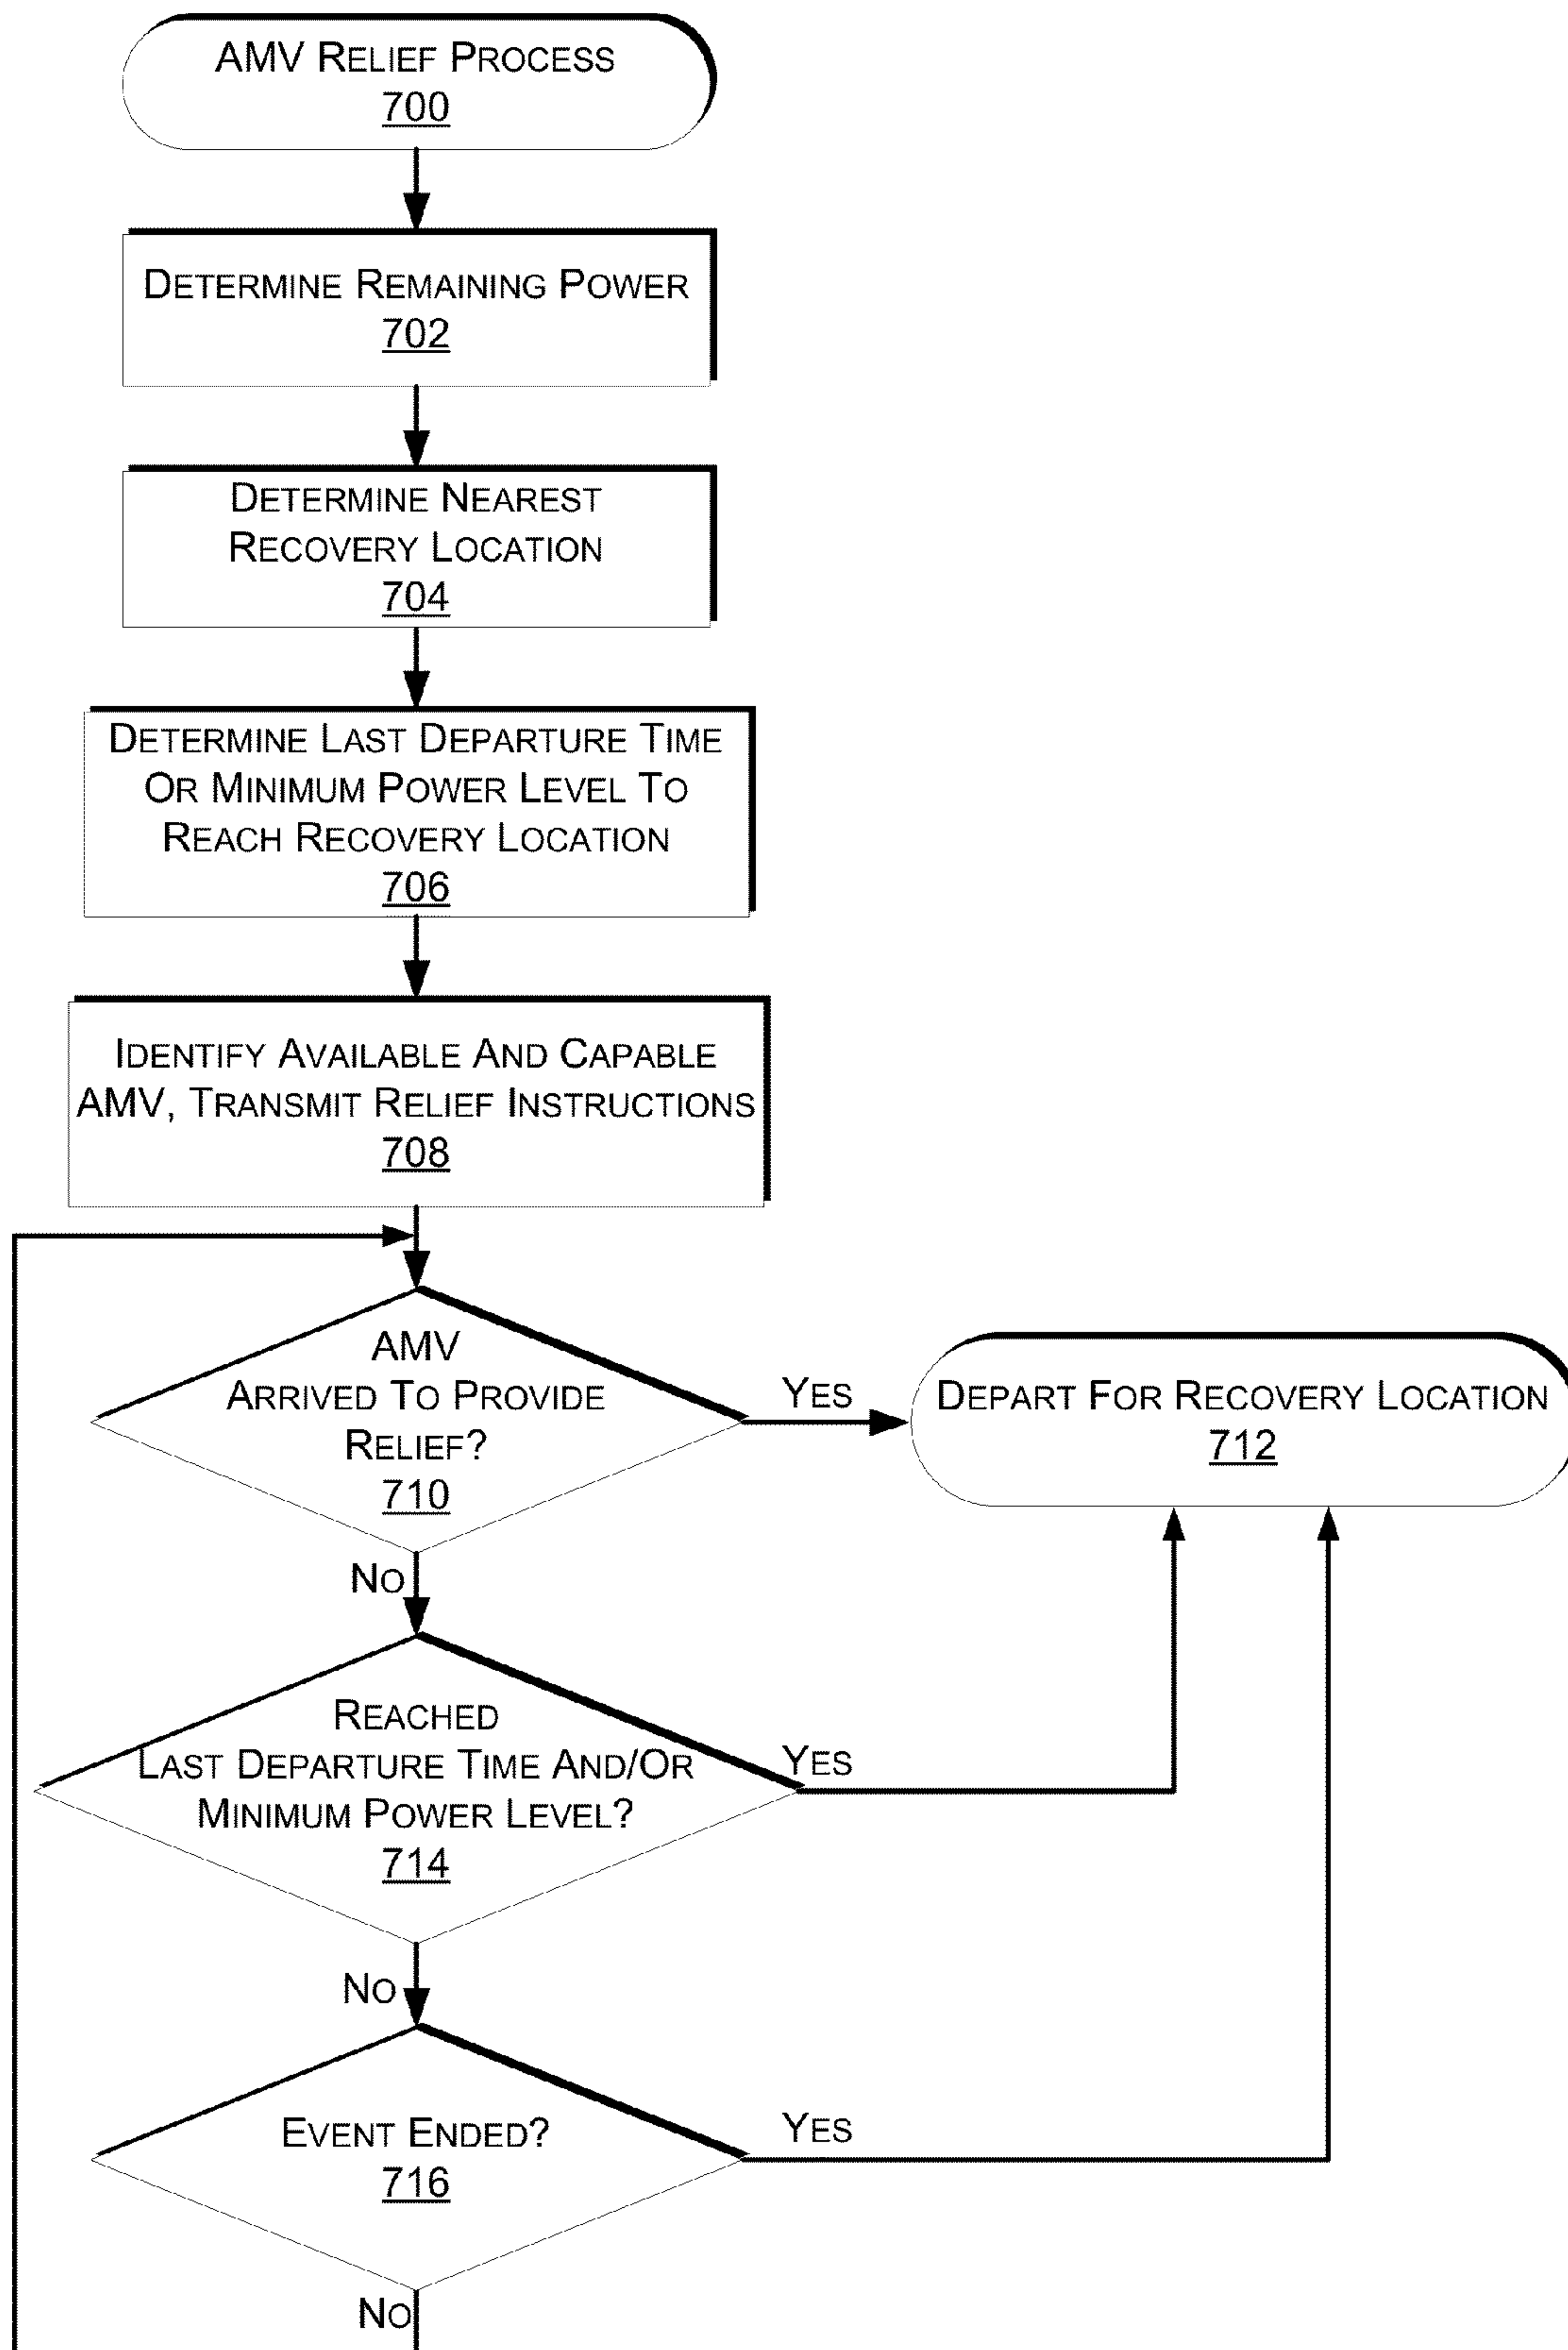 AMV RELIEF PROCESS
700
DETERMINE REMAINING POWER
702
DETERMINE NEAREST
RECOVERY LOCATION
704
DETERMINE LAST DEPARTURE TIME
OR MINIMUM POWER LEVEL TO
REACH RECOVERY LOCATION
706
IDENTIFY AVAILABLE AND CAPABLE
AMV, TRANSMIT RELIEF INSTRUCTIONS
708
AMV
ARRIVED TO PROVIDE
RELIEF?
710
YES
DEPART FOR RECOVERY LOCATION
712
NO
REACHED
LAST DEPARTURE TIME AND/OR
MINIMUM POWER LEVEL?
714
YES
NO
EVENT ENDED?
716
YES
NO